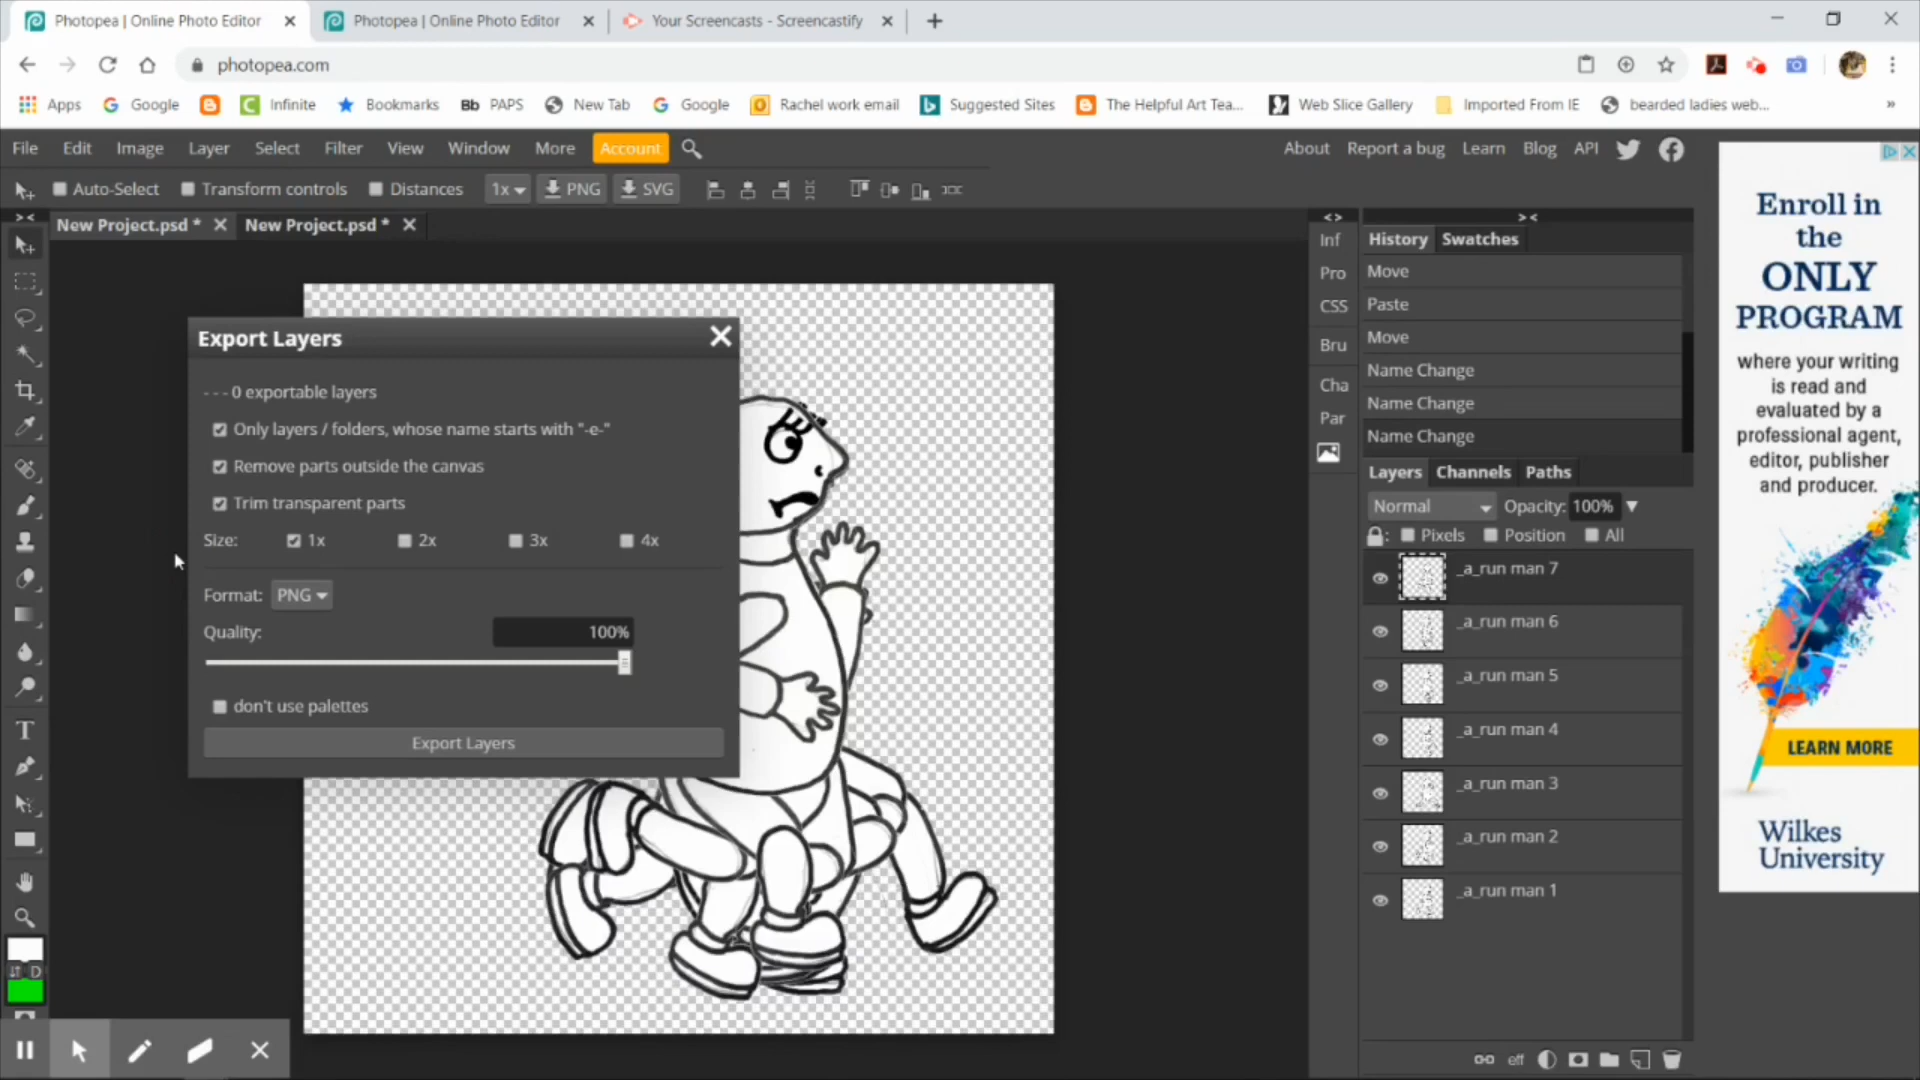 Photopea | Online Photo Editor
Photopea | Online Photo Editor
Your Screencasts - Screencastify
photopea.com
Apps
Google
Infinite
Bookmarks
Bb PAPS
New Tab
Google
Rachel work email
Suggested Sites
The Helpful Art Tea...
Web Slice Gallery
Imported From IE
bearded ladies web...
»
File Edit Image Layer Select Filter View Window More Account
About Report a bug Learn Blog API
Auto-Select Transform controls Distances 1x PNG SVG
New Project.psd *
New Project.psd *
Export Layers
- - - 0 exportable layers
Only layers / folders, whose name starts with "-e-"
Remove parts outside the canvas
Trim transparent parts
Size: 1x 2x 3x 4x
Format: PNG
Quality: 100%
don't use palettes
Export Layers
D
Inf
Pro
CSS
Bru
Cha
Par
History Swatches
Move
Paste
Move
Name Change
Name Change
Name Change
Layers Channels Paths
Normal Opacity: 100%
Pixels Position All
_a_run man 7
_a_run man 6
_a_run man 5
_a_run man 4
_a_run man 3
_a_run man 2
_a_run man 1
eff
Enroll in
the
ONLY
PROGRAM
where your writing
is read and
evaluated by a
professional agent,
editor, publisher
and producer.
LEARN MORE
Wilkes
University